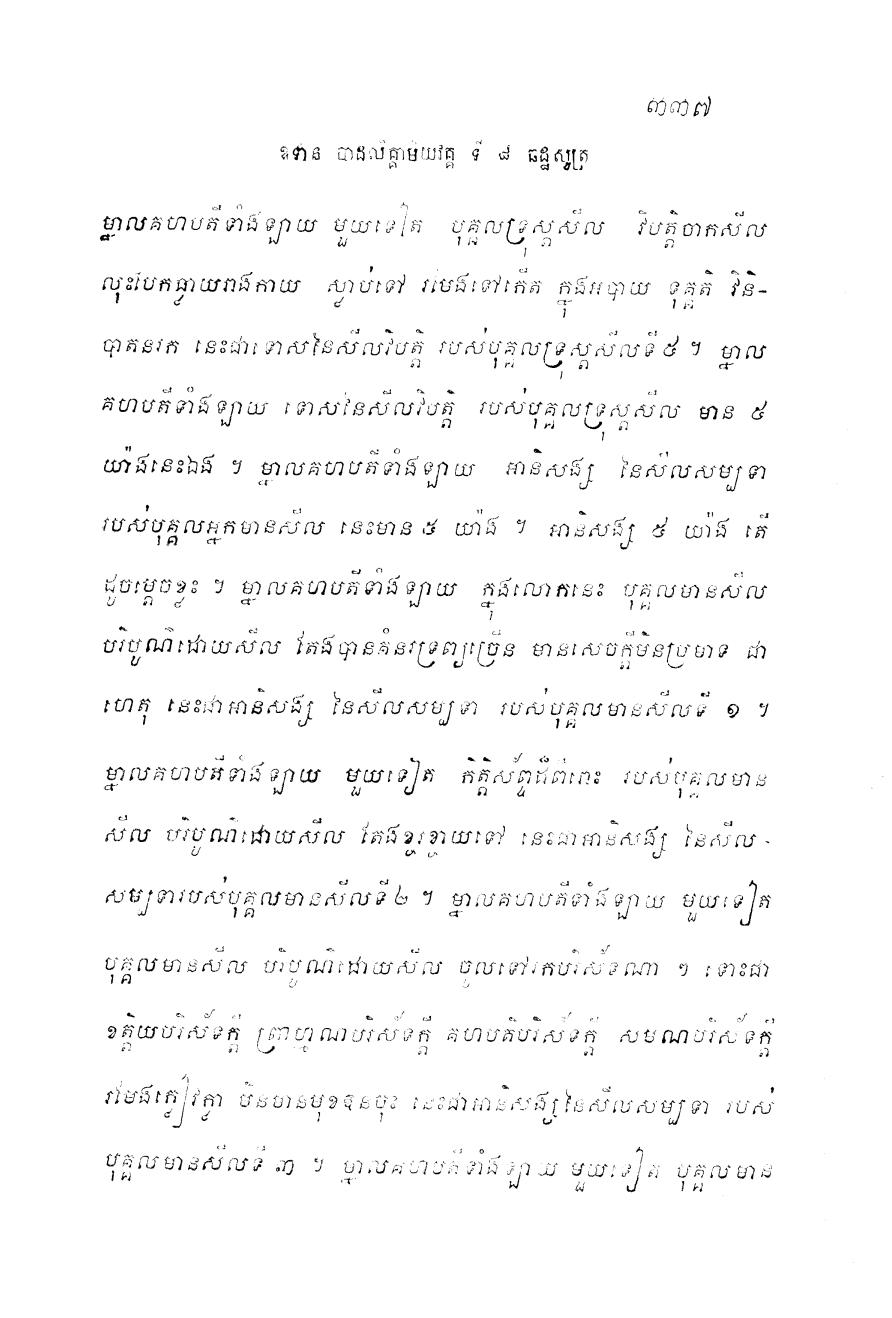 ៣៣៧
ឧទាន បាដលិគ្គាមិយវគ្គ ទី ៨ ឆដ្ឋសូត្រ
ម្នាលគហបតីទាំងឡាយ មួយទៀត បុគ្គលទ្រុស្តសីល វិបត្តិចាកសីល
លុះបែកធ្លាយរាងកាយ ស្លាប់ទៅ រមែងទៅកើត ក្នុងអបាយ ទុគ្គតិ វិនិ-
បាតនរក នេះជាទោសនៃសីលវិបត្តិ របស់បុគ្គលទ្រុស្តសីលទី៥ ។ ម្នាល
គហបតីទាំងឡាយ ទោសនៃសីលវិបត្តិ របស់បុគ្គលទ្រុស្តសីល មាន ៥
យ៉ាងនេះឯង ។ ម្នាលគហបតីទាំងឡាយ អានិសង្ស នៃសីលសម្បទា
របស់បុគ្គលអ្នកមានសីល នេះមាន ៥ យ៉ាង ។ អានិសង្ស ៥ យ៉ាង តើ
ដូចម្តេចខ្លះ ។ ម្នាលគហបតីទាំងឡាយ ក្នុងលោកនេះ បុគ្គលមានសីល
បរិបូណ៌ដោយសីល តែងបានគំនរទ្រព្យច្រើន មានសេចក្តីមិនប្រមាទ ជា
ហេតុ នេះជាអានិសង្ស នៃសីលសម្បទា របស់បុគ្គលមានសីលទី ១ ។
ម្នាលគហបតីទាំងឡាយ មួយទៀត កិត្តិស័ព្ទដ៏ពីរោះ របស់បុគ្គលមាន
សីល បរិបូណ៌ដោយសីល តែងខ្ចរខ្ចាយទៅ នេះជាអានិសង្ស នៃសីល-
សម្បទារបស់បុគ្គលមានសីលទី២ ។ ម្នាលគហបតីទាំងឡាយ មួយទៀត
បុគ្គលមានសីល បរិបូណ៌ដោយសីល ចូលទៅរកបរិស័ទណា ៗ ទោះជា
ខត្តិយបរិស័ទក្តី ព្រាហ្មណបរិស័ទក្តី គហបតិបរិស័ទក្តី សមណបរិស័ទក្តី
រមែងក្លៀវក្លា មិនមានមុខឱនចុះ នេះជាអានិសង្សនៃសីលសម្បទា របស់
បុគ្គលមានសីលទី ៣ ។ ម្នាលគហបតីទាំងឡាយ មួយទៀត បុគ្គលមាន